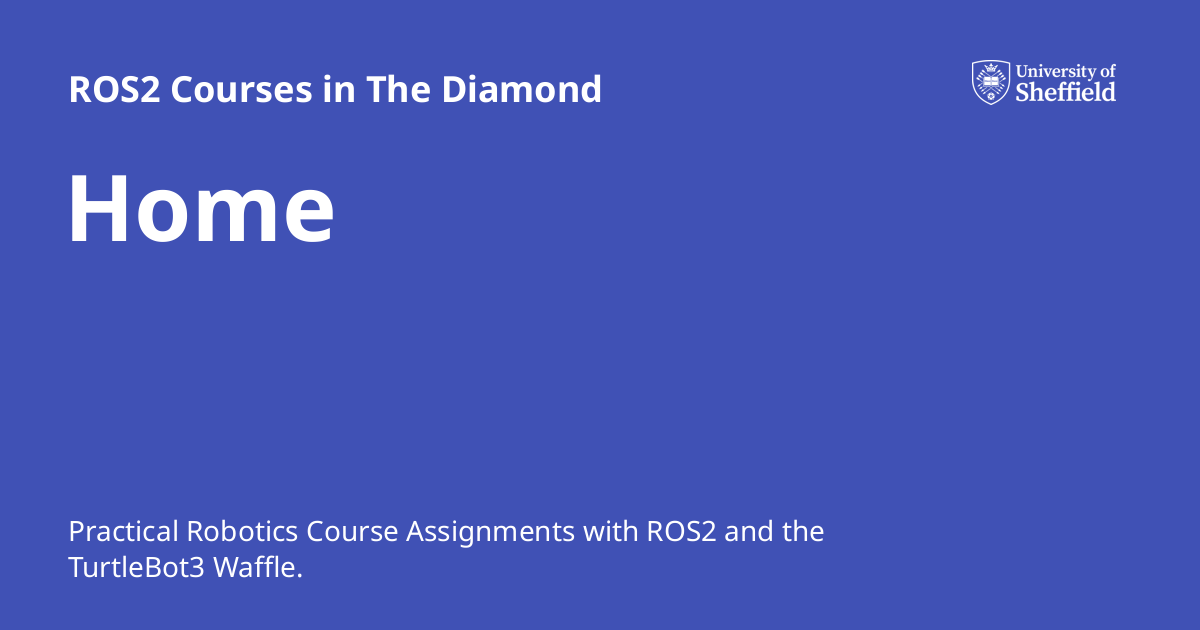 ROS2 Courses in The Diamond
University of
Sheffield
Home
Practical Robotics Course Assignments with ROS2 and the
TurtleBot3 Waffle.